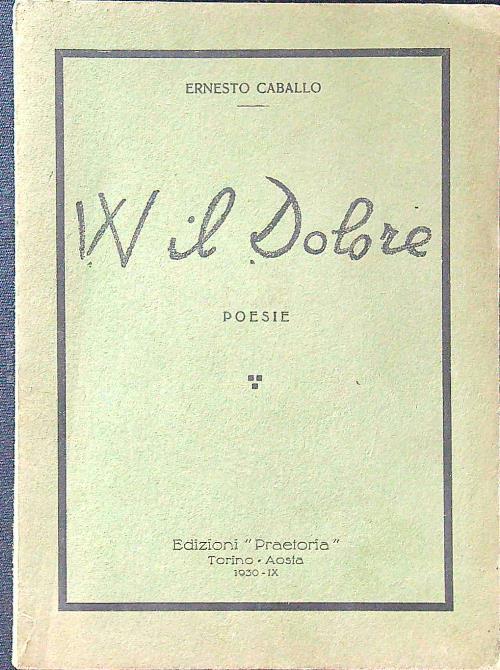 ERNESTO CABALLO
W il Dolore
POESIE
Edizioni "Praetoria"
Torino - Aosta
1930 - IX